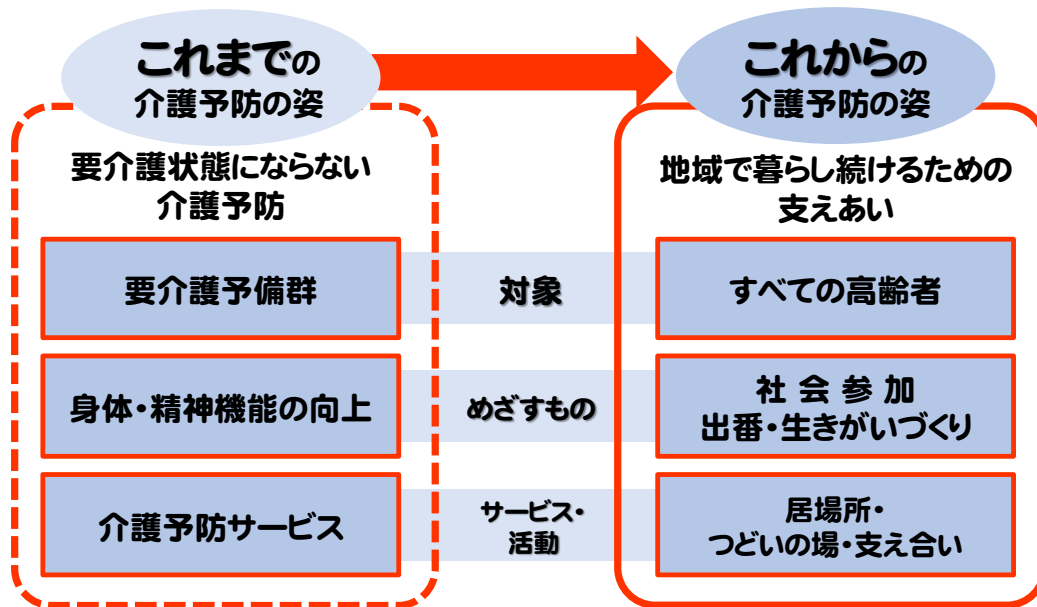 これまでの
介護予防の姿
これからの
介護予防の姿
要介護状態にならない
介護予防
地域で暮らし続けるための
支えあい
要介護予備群
対象
すべての高齢者
身体・精神機能の向上
めざすもの
社会参加
出番・生きがいづくり
介護予防サービス
サービス・
活動
居場所・
つどいの場・支え合い